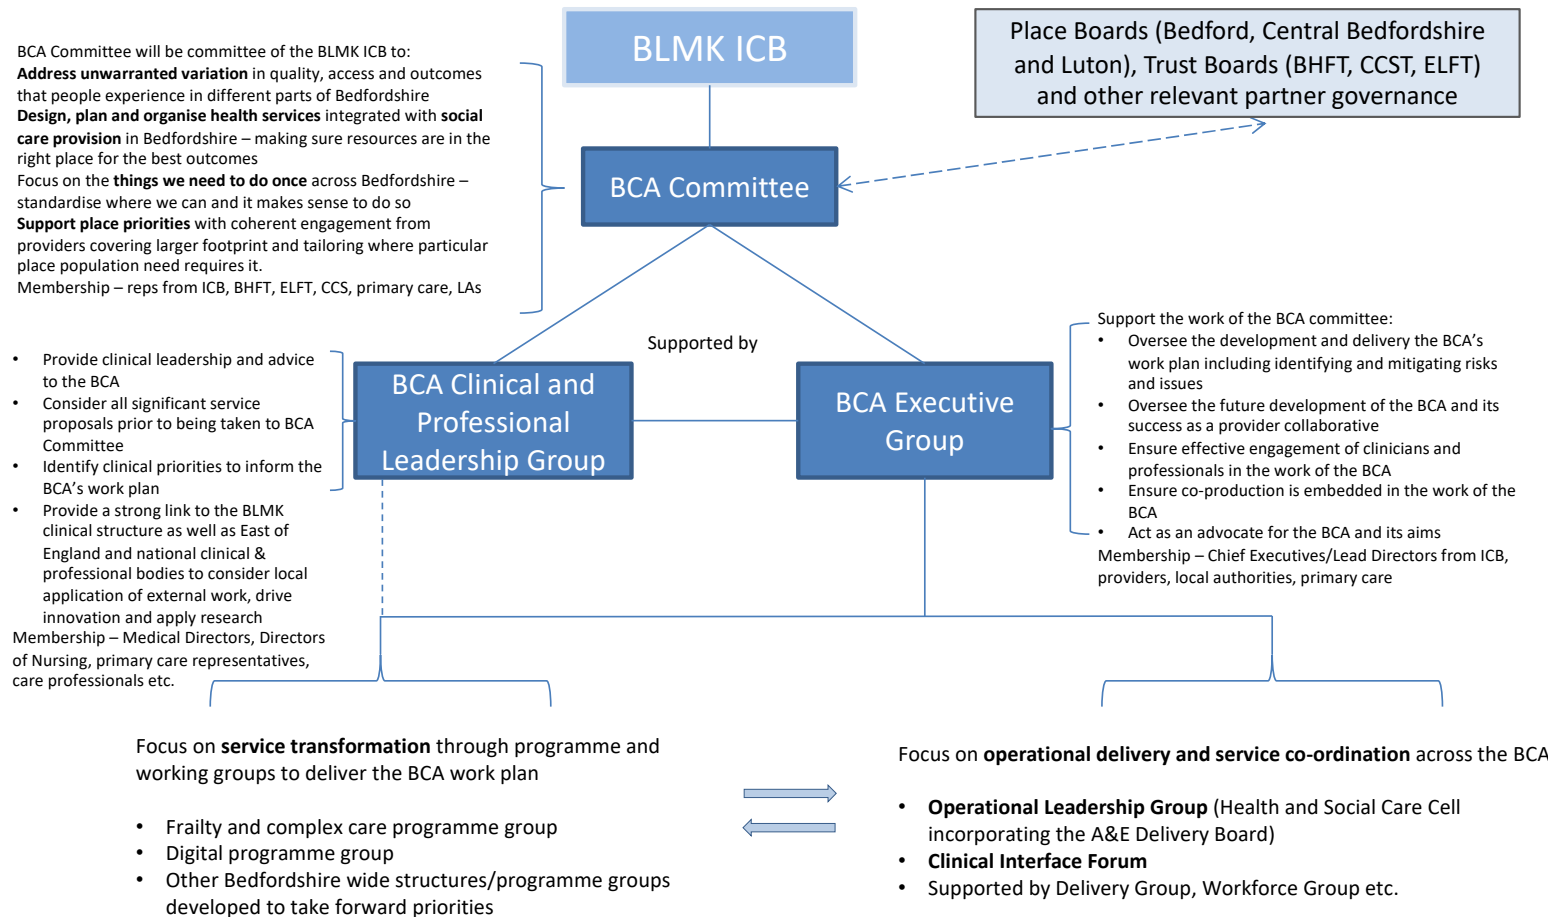 BLMK ICB
Place Boards (Bedford, Central Bedfordshire
and Luton), Trust Boards (BHFT, CCST, ELFT)
and other relevant partner governance
BCA Committee will be committee of the BLMK ICB to:
Address unwarranted variation in quality, access and outcomes
that people experience in different parts of Bedfordshire
Design, plan and organise health services integrated with social
care provision in Bedfordshire – making sure resources are in the
right place for the best outcomes
Focus on the things we need to do once across Bedfordshire –
standardise where we can and it makes sense to do so
Support place priorities with coherent engagement from
providers covering larger footprint and tailoring where particular
place population need requires it.
Membership – reps from ICB, BHFT, ELFT, CCS, primary care, LAs
BCA Committee
Supported by
• Provide clinical leadership and advice
to the BCA
• Consider all significant service
proposals prior to being taken to BCA
Committee
• Identify clinical priorities to inform the
BCA's work plan
• Provide a strong link to the BLMK
clinical structure as well as East of
England and national clinical &
professional bodies to consider local
application of external work, drive
innovation and apply research
Membership – Medical Directors, Directors
of Nursing, primary care representatives,
care professionals etc.
BCA Clinical and
Professional
Leadership Group
BCA Executive
Group
Support the work of the BCA committee:
• Oversee the development and delivery the BCA's
work plan including identifying and mitigating risks
and issues
• Oversee the future development of the BCA and its
success as a provider collaborative
• Ensure effective engagement of clinicians and
professionals in the work of the BCA
• Ensure co-production is embedded in the work of the
BCA
• Act as an advocate for the BCA and its aims
Membership – Chief Executives/Lead Directors from ICB,
providers, local authorities, primary care
Focus on service transformation through programme and
working groups to deliver the BCA work plan
• Frailty and complex care programme group
• Digital programme group
• Other Bedfordshire wide structures/programme groups
developed to take forward priorities
Focus on operational delivery and service co-ordination across the BCA
• Operational Leadership Group (Health and Social Care Cell
incorporating the A&E Delivery Board)
• Clinical Interface Forum
• Supported by Delivery Group, Workforce Group etc.